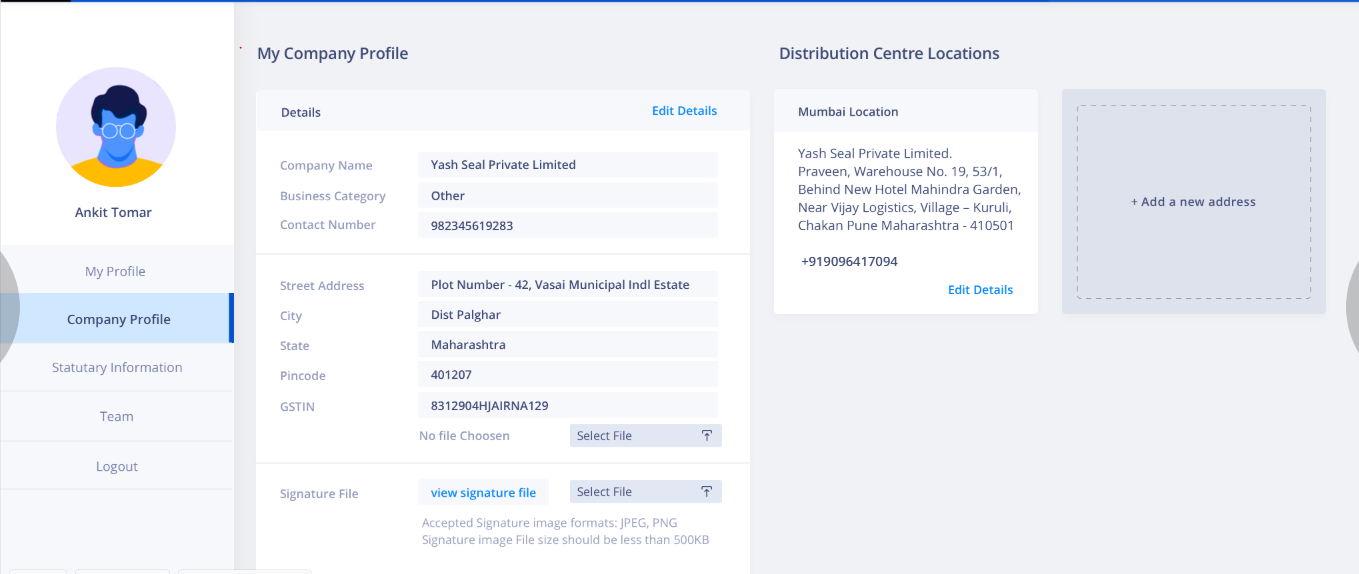 Ankit Tomar
My Profile
Company Profile
Statutary Information
Team
Logout
My Company Profile
Details
Edit Details
Company Name
Yash Seal Private Limited
Business Category
Other
Contact Number
982345619283
Street Address
Plot Number - 42, Vasai Municipal Indl Estate
City
Dist Palghar
State
Maharashtra
Pincode
401207
GSTIN
8312904HJAIRNA129
No file Choosen
Select File
Signature File
view signature file
Select File
Accepted Signature image formats: JPEG, PNG
Signature image File size should be less than 500KB
Distribution Centre Locations
Mumbai Location
Yash Seal Private Limited.
Praveen, Warehouse No. 19, 53/1,
Behind New Hotel Mahindra Garden,
Near Vijay Logistics, Village – Kuruli,
Chakan Pune Maharashtra - 410501
+919096417094
Edit Details
+ Add a new address